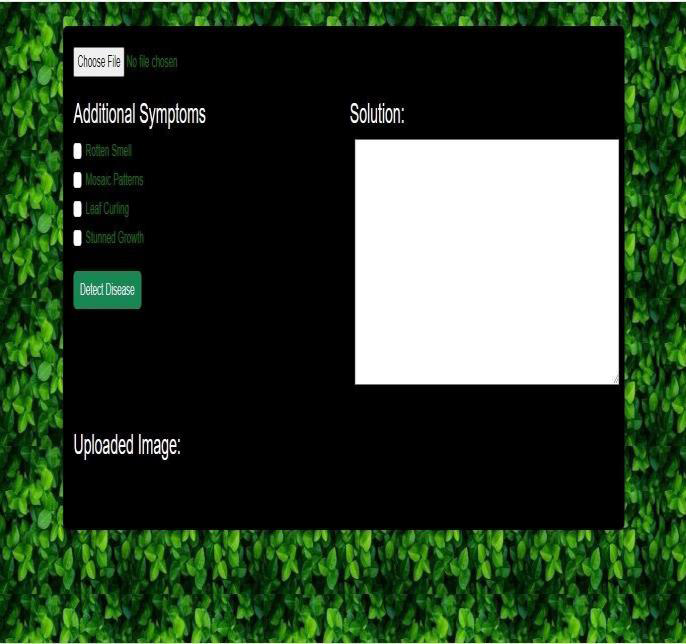 Choose File No file chosen
Additional Symptoms
Solution:
Rotten Smell
Mosaic Patterns
Leaf Curling
Stunned Growth
Detect Disease
Uploaded Image: